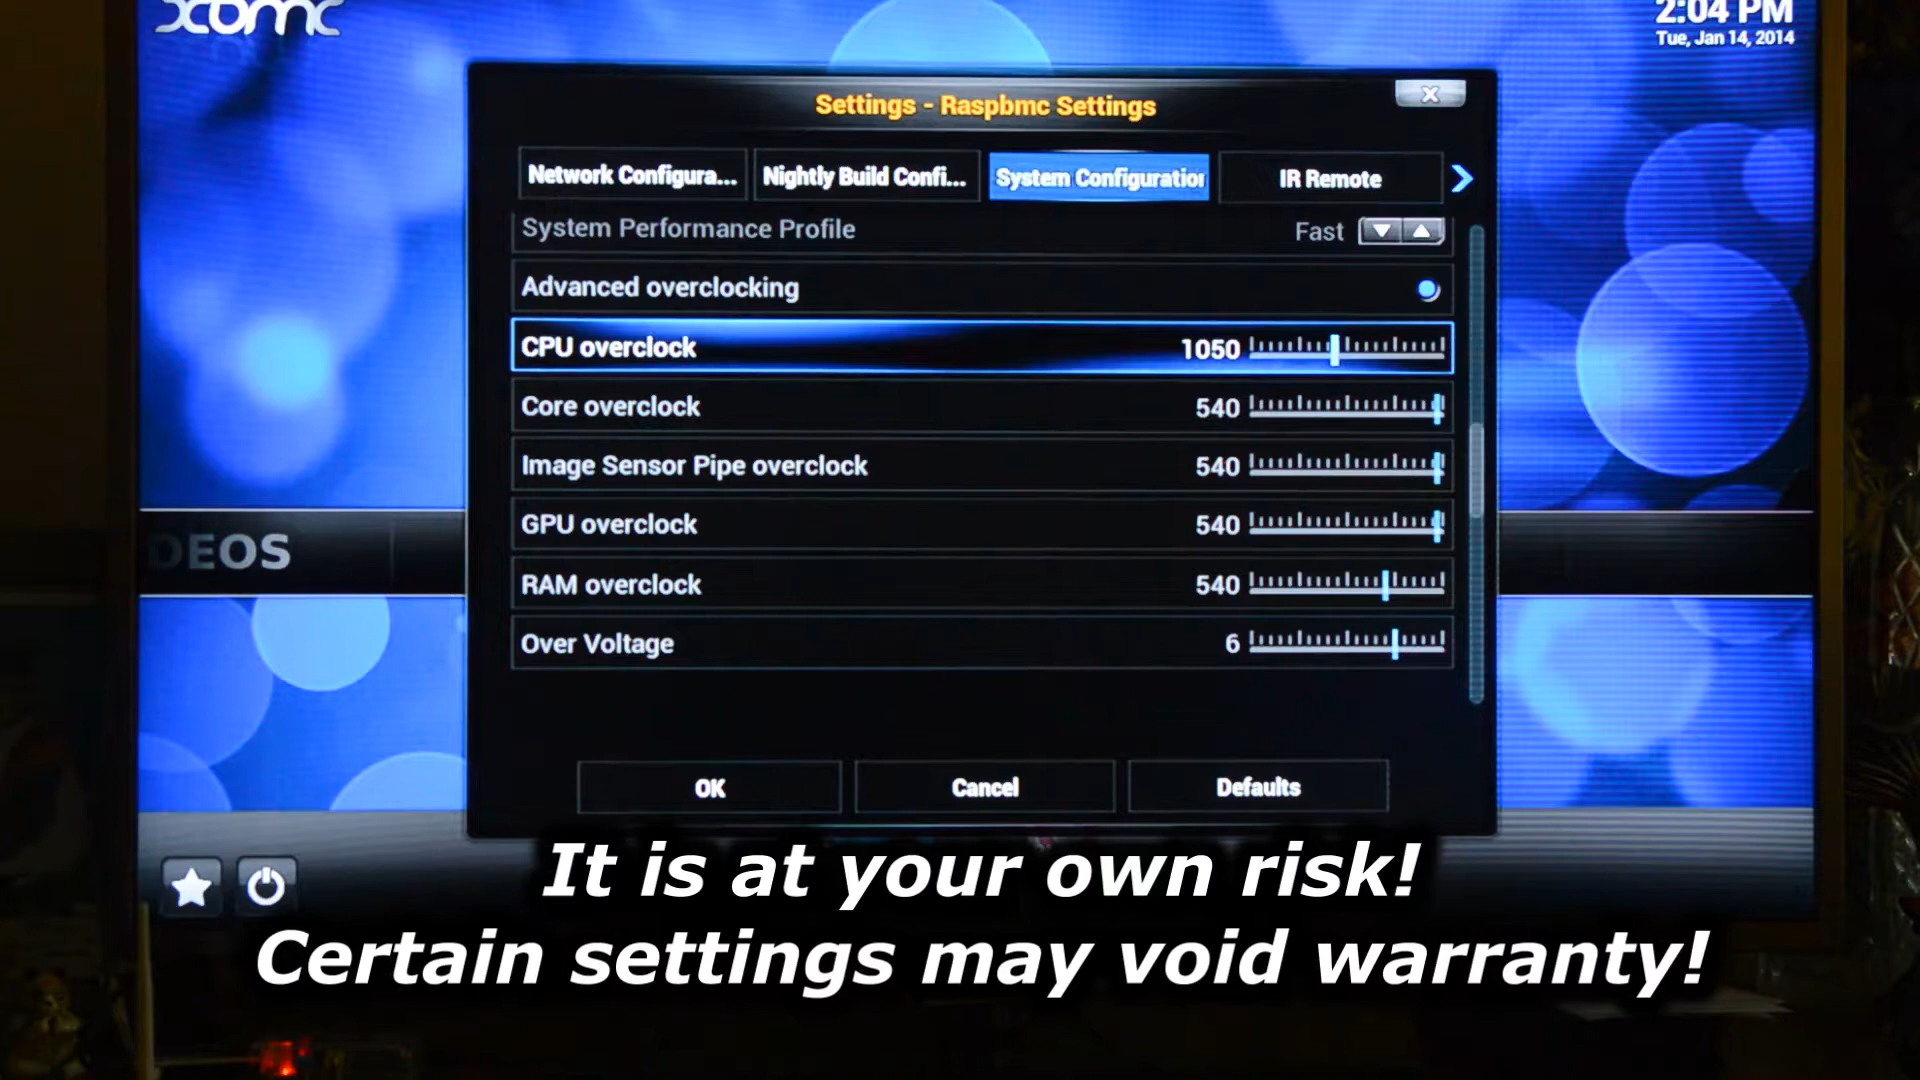 xbmc
2:04 PM
Tue, Jan 14, 2014
Settings - Raspbmc Settings
x
Network Configura...
Nightly Build Confi...
System Configuration
IR Remote
System Performance Profile
Fast
Advanced overclocking
CPU overclock
1050
Core overclock
540
Image Sensor Pipe overclock
540
GPU overclock
540
RAM overclock
540
Over Voltage
6
DEOS
OK
Cancel
Defaults
It is at your own risk!
Certain settings may void warranty!